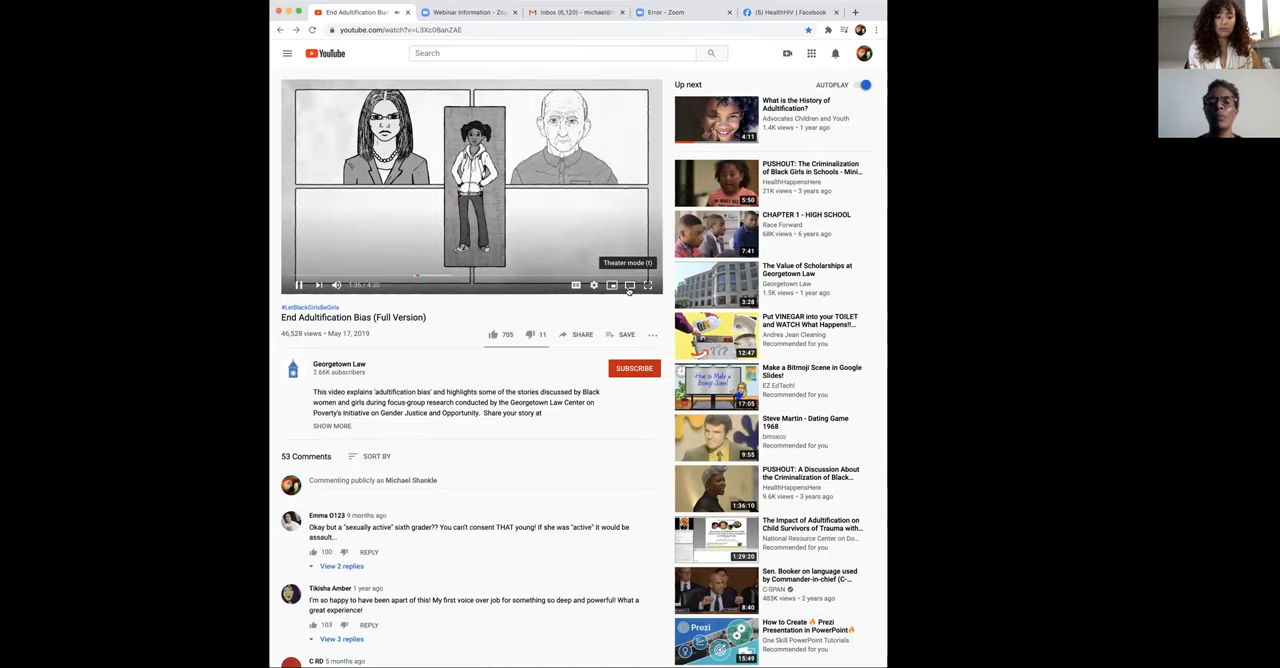 End Adultification Bias
Webinar Information - Zo
Inbox (6,120) - michael@
Error - Zoom
(5) HealthHIV | Facebook
youtube.com/watch?v=L3Xc08anZAE
YouTube
Search
Theater mode (t)
1:36 / 4:30
CC
#LetBlackGirlsBeGirls
End Adultification Bias (Full Version)
46,528 views • May 17, 2019
705
11
SHARE
SAVE
Georgetown Law
2.66K subscribers
SUBSCRIBE
This video explains 'adultification bias' and highlights some of the stories discussed by Black
women and girls during focus-group research conducted by the Georgetown Law Center on
Poverty's Initiative on Gender Justice and Opportunity. Share your story at
SHOW MORE
53 Comments
SORT BY
Commenting publicly as Michael Shankle
Emma O123 9 months ago
Okay but a "sexually active" sixth grader?? You can't consent THAT young! If she was "active" it would be
assault...
100
REPLY
View 2 replies
Tikisha Amber 1 year ago
I'm so happy to have been apart of this! My first voice over job for something so deep and powerful! What a
great experience!
103
REPLY
View 3 replies
C RD 5 months ago
Up next
AUTOPLAY
What is the History of
Adultification?
Advocates Children and Youth
1.4K views • 1 year ago
4:11
PUSHOUT: The Criminalization
of Black Girls in Schools - Mini...
HealthHappensHere
21K views • 3 years ago
5:50
CHAPTER 1 - HIGH SCHOOL
Race Forward
68K views • 6 years ago
7:41
The Value of Scholarships at
Georgetown Law
Georgetown Law
1.5K views • 1 year ago
3:28
Put VINEGAR into your TOILET
and WATCH What Happens!!...
Andrea Jean Cleaning
Recommended for you
12:47
Make a Bitmoji Scene in Google
Slides!
EZ EdTech!
Recommended for you
17:05
Steve Martin - Dating Game
1968
bmoxco
Recommended for you
9:55
PUSHOUT: A Discussion About
the Criminalization of Black...
HealthHappensHere
9.6K views • 3 years ago
1:36:10
The Impact of Adultification on
Child Survivors of Trauma with...
National Resource Center on Do...
Recommended for you
1:29:20
Sen. Booker on language used
by Commander-in-chief (C-...
C-SPAN
483K views • 2 years ago
8:40
How to Create 🔥 Prezi
Presentation in PowerPoint🔥
One Skill PowerPoint Tutorials
Recommended for you
Prezi
15:49